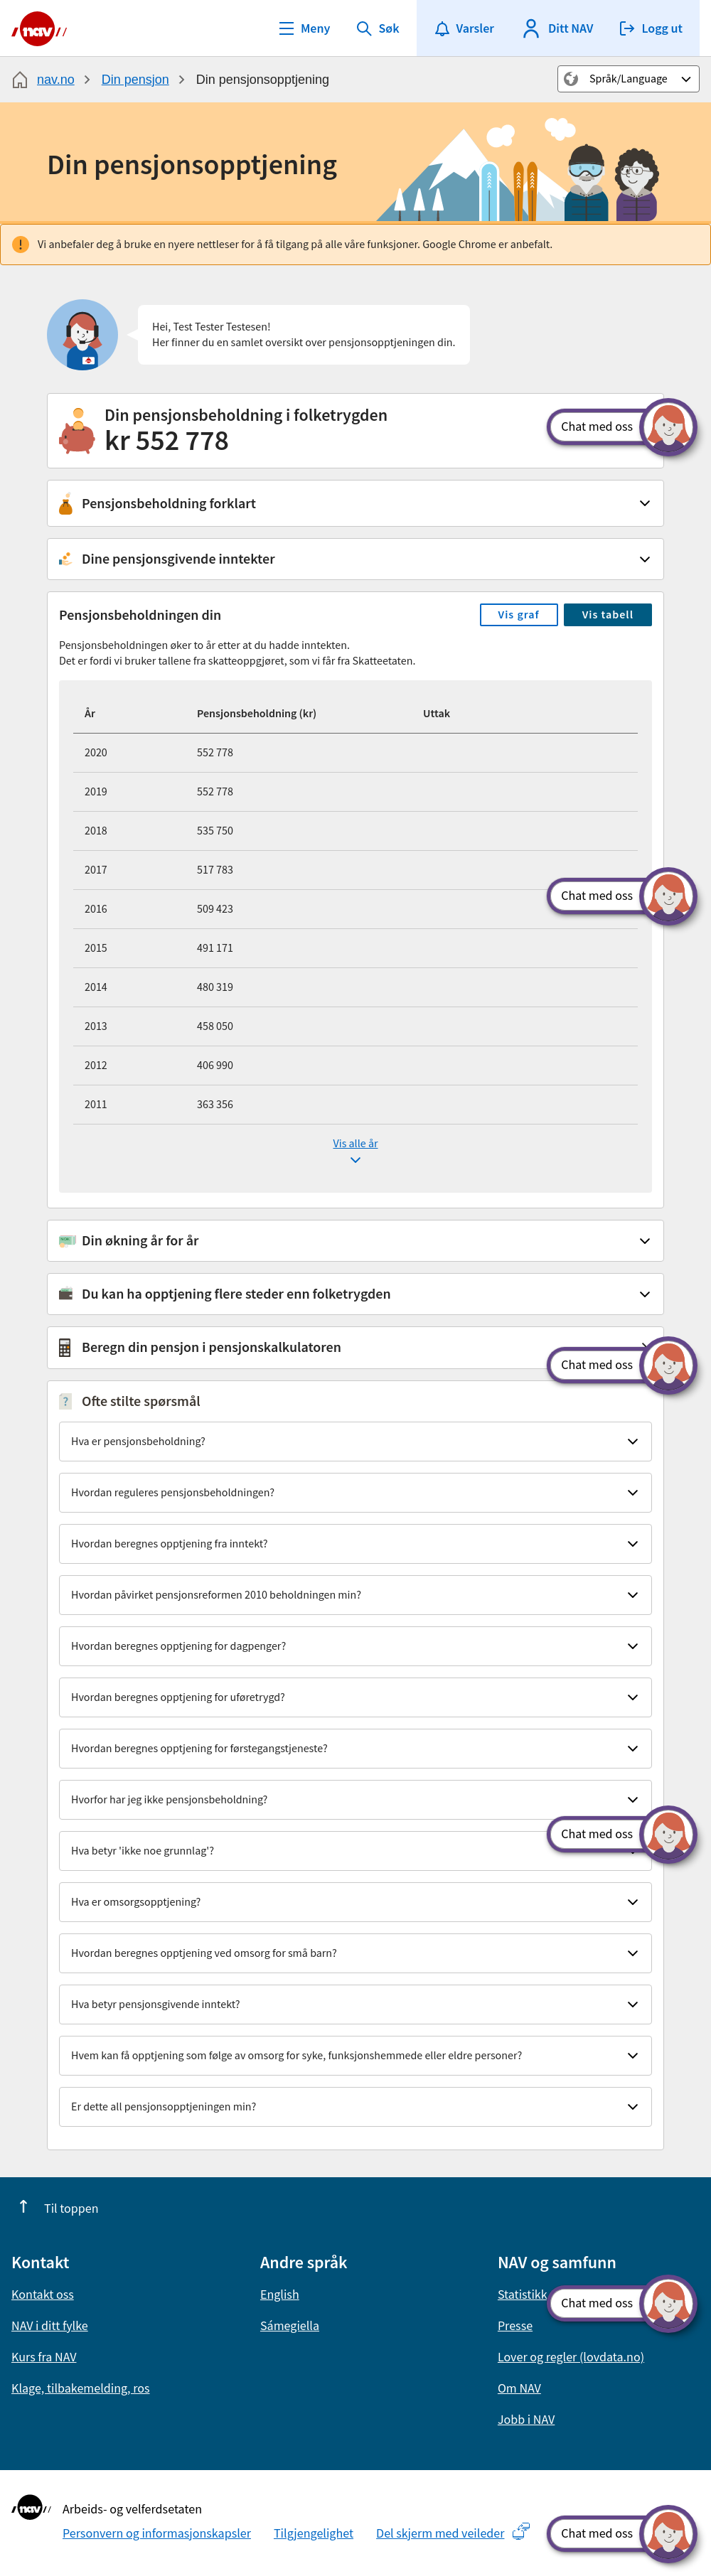 nav
Meny
Søk
Varsler
Ditt NAV
Logg ut
nav.no
Din pensjon
Din pensjonsopptjening
Språk/Language
Din pensjonsopptjening
Vi anbefaler deg å bruke en nyere nettleser for å få tilgang på alle våre funksjoner. Google Chrome er anbefalt.
Hei, Test Tester Testesen!
Her finner du en samlet oversikt over pensjonsopptjeningen din.
Din pensjonsbeholdning i folketrygden
kr 552 778
Chat med oss
Pensjonsbeholdning forklart
Dine pensjonsgivende inntekter
Pensjonsbeholdningen din
Vis graf
Vis tabell
Pensjonsbeholdningen øker to år etter at du hadde inntekten.
Det er fordi vi bruker tallene fra skatteoppgjøret, som vi får fra Skatteetaten.
År Pensjonsbeholdning (kr) Uttak
2020 552 778
2019 552 778
2018 535 750
2017 517 783
Chat med oss
2016 509 423
2015 491 171
2014 480 319
2013 458 050
2012 406 990
2011 363 356
Vis alle år
Din økning år for år
Du kan ha opptjening flere steder enn folketrygden
Beregn din pensjon i pensjonskalkulatoren
Chat med oss
Ofte stilte spørsmål
Hva er pensjonsbeholdning?
Hvordan reguleres pensjonsbeholdningen?
Hvordan beregnes opptjening fra inntekt?
Hvordan påvirket pensjonsreformen 2010 beholdningen min?
Hvordan beregnes opptjening for dagpenger?
Hvordan beregnes opptjening for uføretrygd?
Hvordan beregnes opptjening for førstegangstjeneste?
Hvorfor har jeg ikke pensjonsbeholdning?
Chat med oss
Hva betyr 'ikke noe grunnlag'?
Hva er omsorgsopptjening?
Hvordan beregnes opptjening ved omsorg for små barn?
Hva betyr pensjonsgivende inntekt?
Hvem kan få opptjening som følge av omsorg for syke, funksjonshemmede eller eldre personer?
Er dette all pensjonsopptjeningen min?
Til toppen
Kontakt
Kontakt oss
NAV i ditt fylke
Kurs fra NAV
Klage, tilbakemelding, ros
Andre språk
English
Sámegiella
NAV og samfunn
Statistikk
Chat med oss
Presse
Lover og regler (lovdata.no)
Om NAV
Jobb i NAV
nav
Arbeids- og velferdsetaten
Personvern og informasjonskapsler
Tilgjengelighet
Del skjerm med veileder
Chat med oss